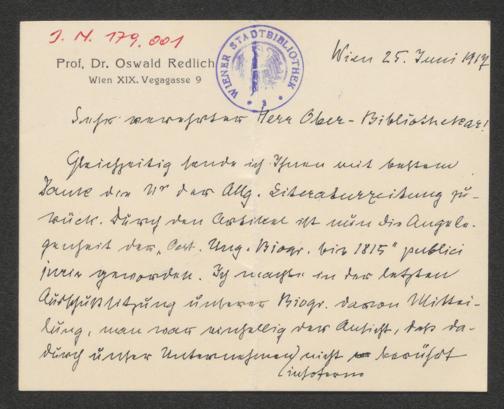 J. N. 179.001
Prof. Dr. Oswald Redlich
Wien XIX. Vegagasse 9
WIENER STADTBIBLIOTHEK
Wien 25. Juni 1917
Sehr verehrter Herr Ober-Bibliothekar!
Gleichzeitig sende ich Ihnen mit bestem
Dank die Nr der Allg. Literaturzeitung zu-
rück. Durch den Artikel ist nun die Angele-
genheit der „Oest. Ung. Biogr. bis 1815" publici
juris geworden. Ich machte in der letzten
Ausschußsitzung unserer Biogr. davon Mittei-
lung, man war einhellig der Ansicht, daß da-
durch unser Unternehmen nicht berührt
(insoferne